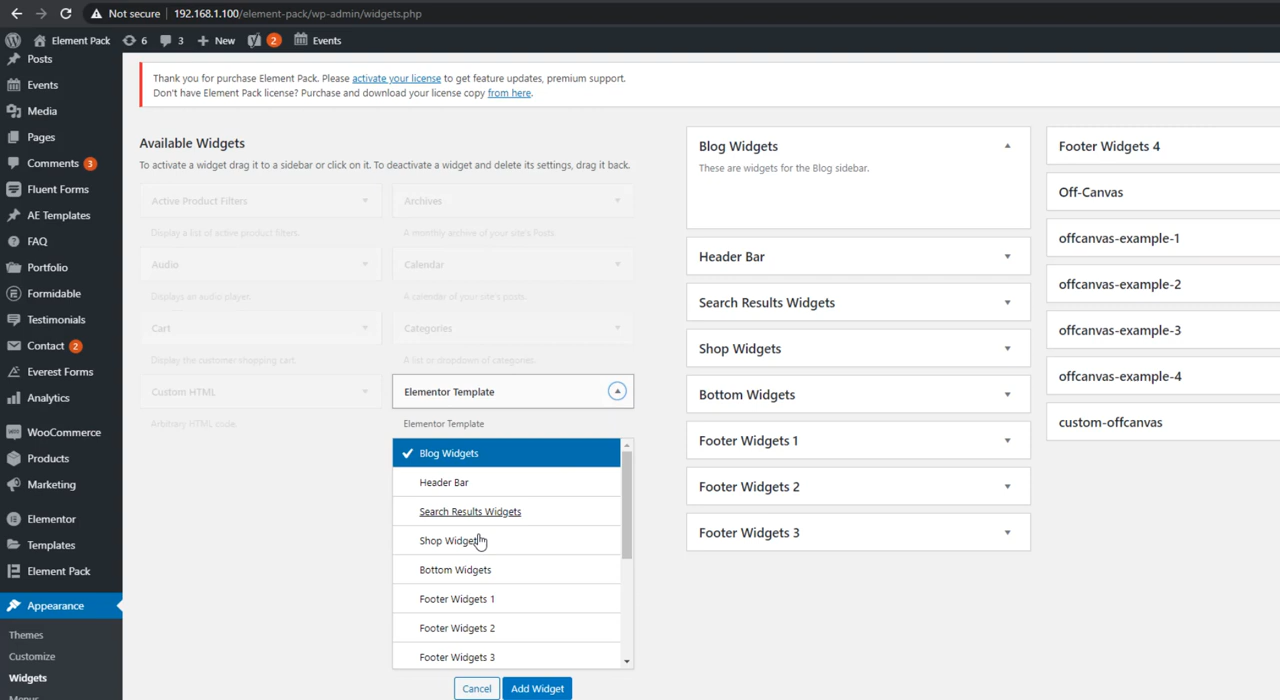 Not secure 192.168.1.100/element-pack/wp-admin/widgets.php
Element Pack 6 3 New 2 Events
Posts
Events
Media
Pages
Comments 3
Fluent Forms
AE Templates
FAQ
Portfolio
Formidable
Testimonials
Contact 2
Everest Forms
Analytics
WooCommerce
Products
Marketing
Elementor
Templates
Element Pack
Appearance
Themes
Customize
Widgets
Menus
Thank you for purchase Element Pack. Please activate your license to get feature updates, premium support.
Don't have Element Pack license? Purchase and download your license copy from here.
Available Widgets
To activate a widget drag it to a sidebar or click on it. To deactivate a widget and delete its settings, drag it back.
Active Product Filters
Display a list of active product filters.
Audio
Displays an audio player.
Cart
Display the customer shopping cart.
Custom HTML
Arbitrary HTML code.
Archives
A monthly archive of your site's Posts.
Calendar
A calendar of your site's posts.
Categories
A list or dropdown of categories.
Elementor Template
Elementor Template
Blog Widgets
Header Bar
Search Results Widgets
Shop Widgets
Bottom Widgets
Footer Widgets 1
Footer Widgets 2
Footer Widgets 3
Cancel Add Widget
Blog Widgets
These are widgets for the Blog sidebar.
Header Bar
Search Results Widgets
Shop Widgets
Bottom Widgets
Footer Widgets 1
Footer Widgets 2
Footer Widgets 3
Footer Widgets 4
Off-Canvas
offcanvas-example-1
offcanvas-example-2
offcanvas-example-3
offcanvas-example-4
custom-offcanvas